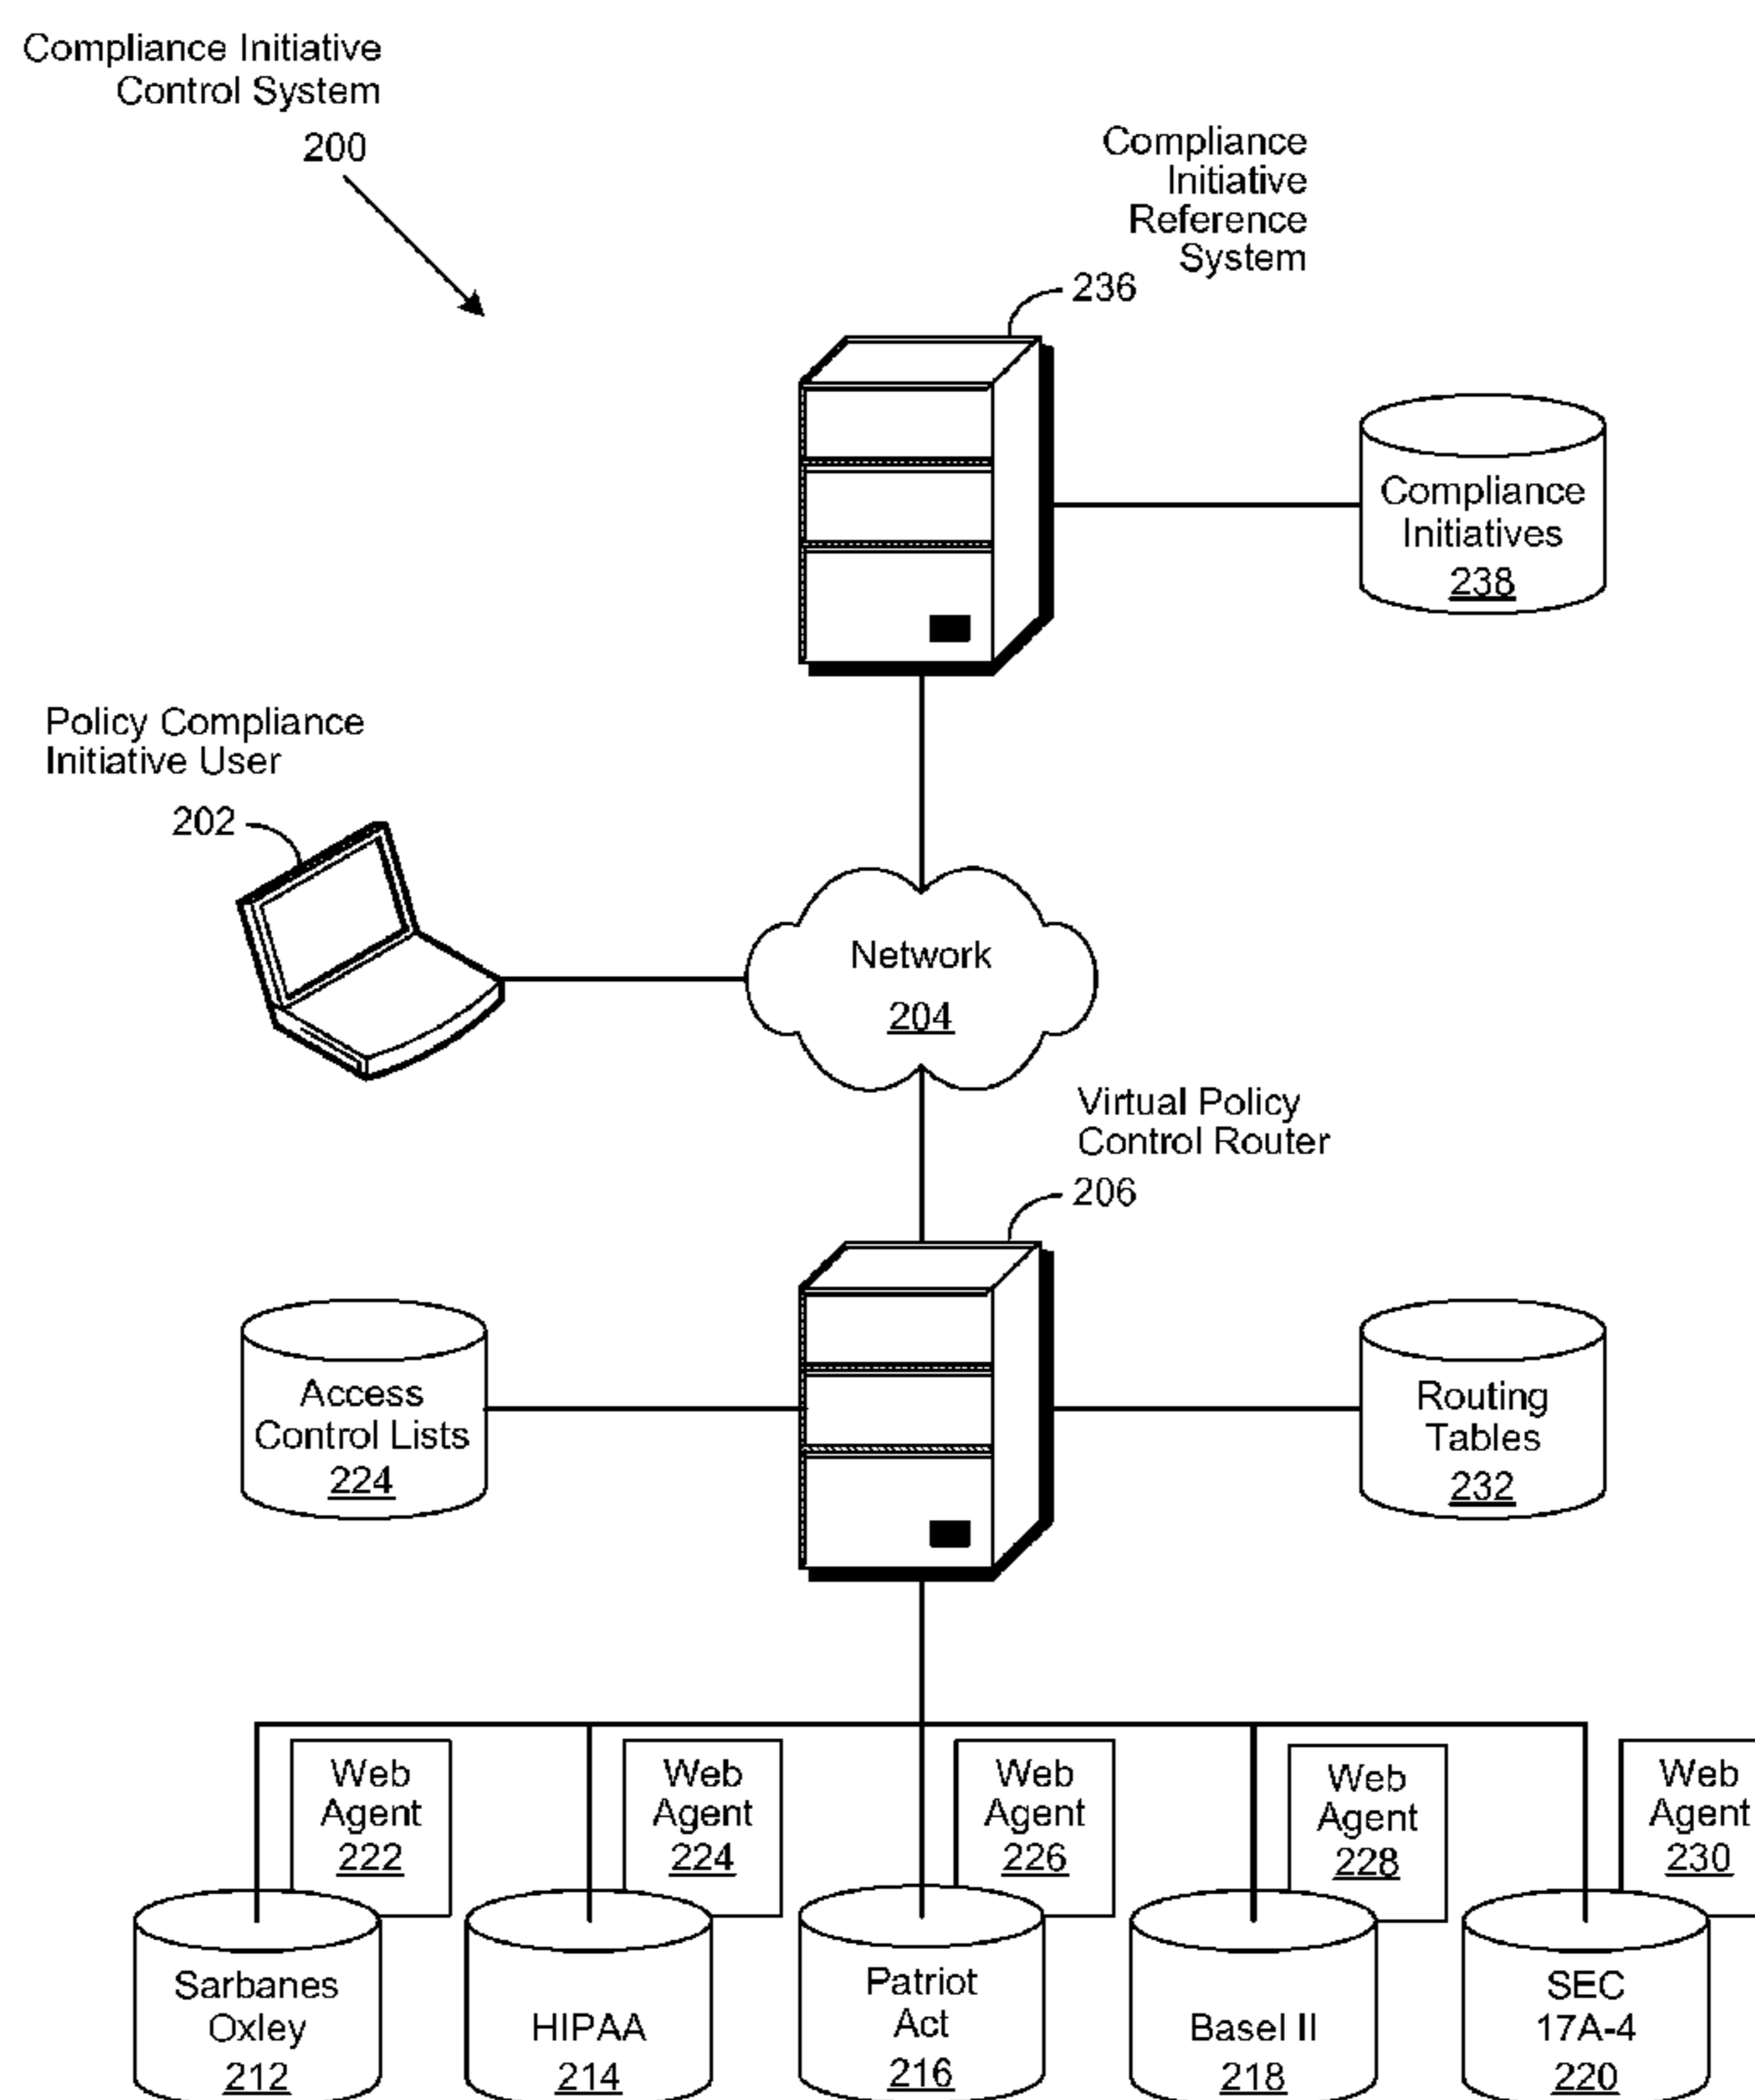 Compliance Initiative
Control System
200
Compliance
Initiative
Reference
System
236
Compliance
Initiatives
238
Policy Compliance
Initiative User
202
Network
204
Virtual Policy
Control Router
206
Access
Control Lists
224
Routing
Tables
232
Web
Agent
222
Web
Agent
224
Web
Agent
226
Web
Agent
228
Web
Agent
230
Sarbanes
Oxley
212
HIPAA
214
Patriot
Act
216
Basel II
218
SEC
17A-4
220